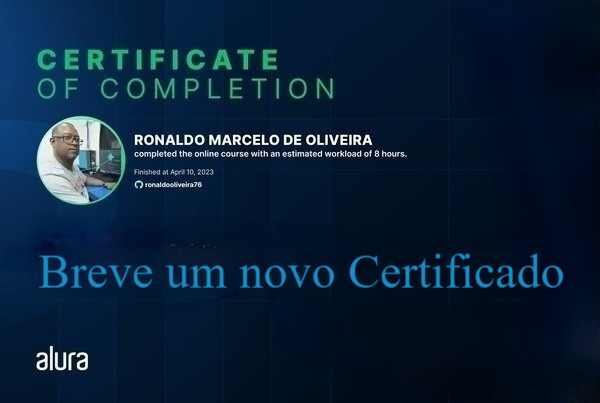 CERTIFICATE
OF COMPLETION
RONALDO MARCELO DE OLIVEIRA
completed the online course with an estimated workload of 8 hours.
Finished at April 10, 2023
ronaldooliveira76
Breve um novo Certificado
alura